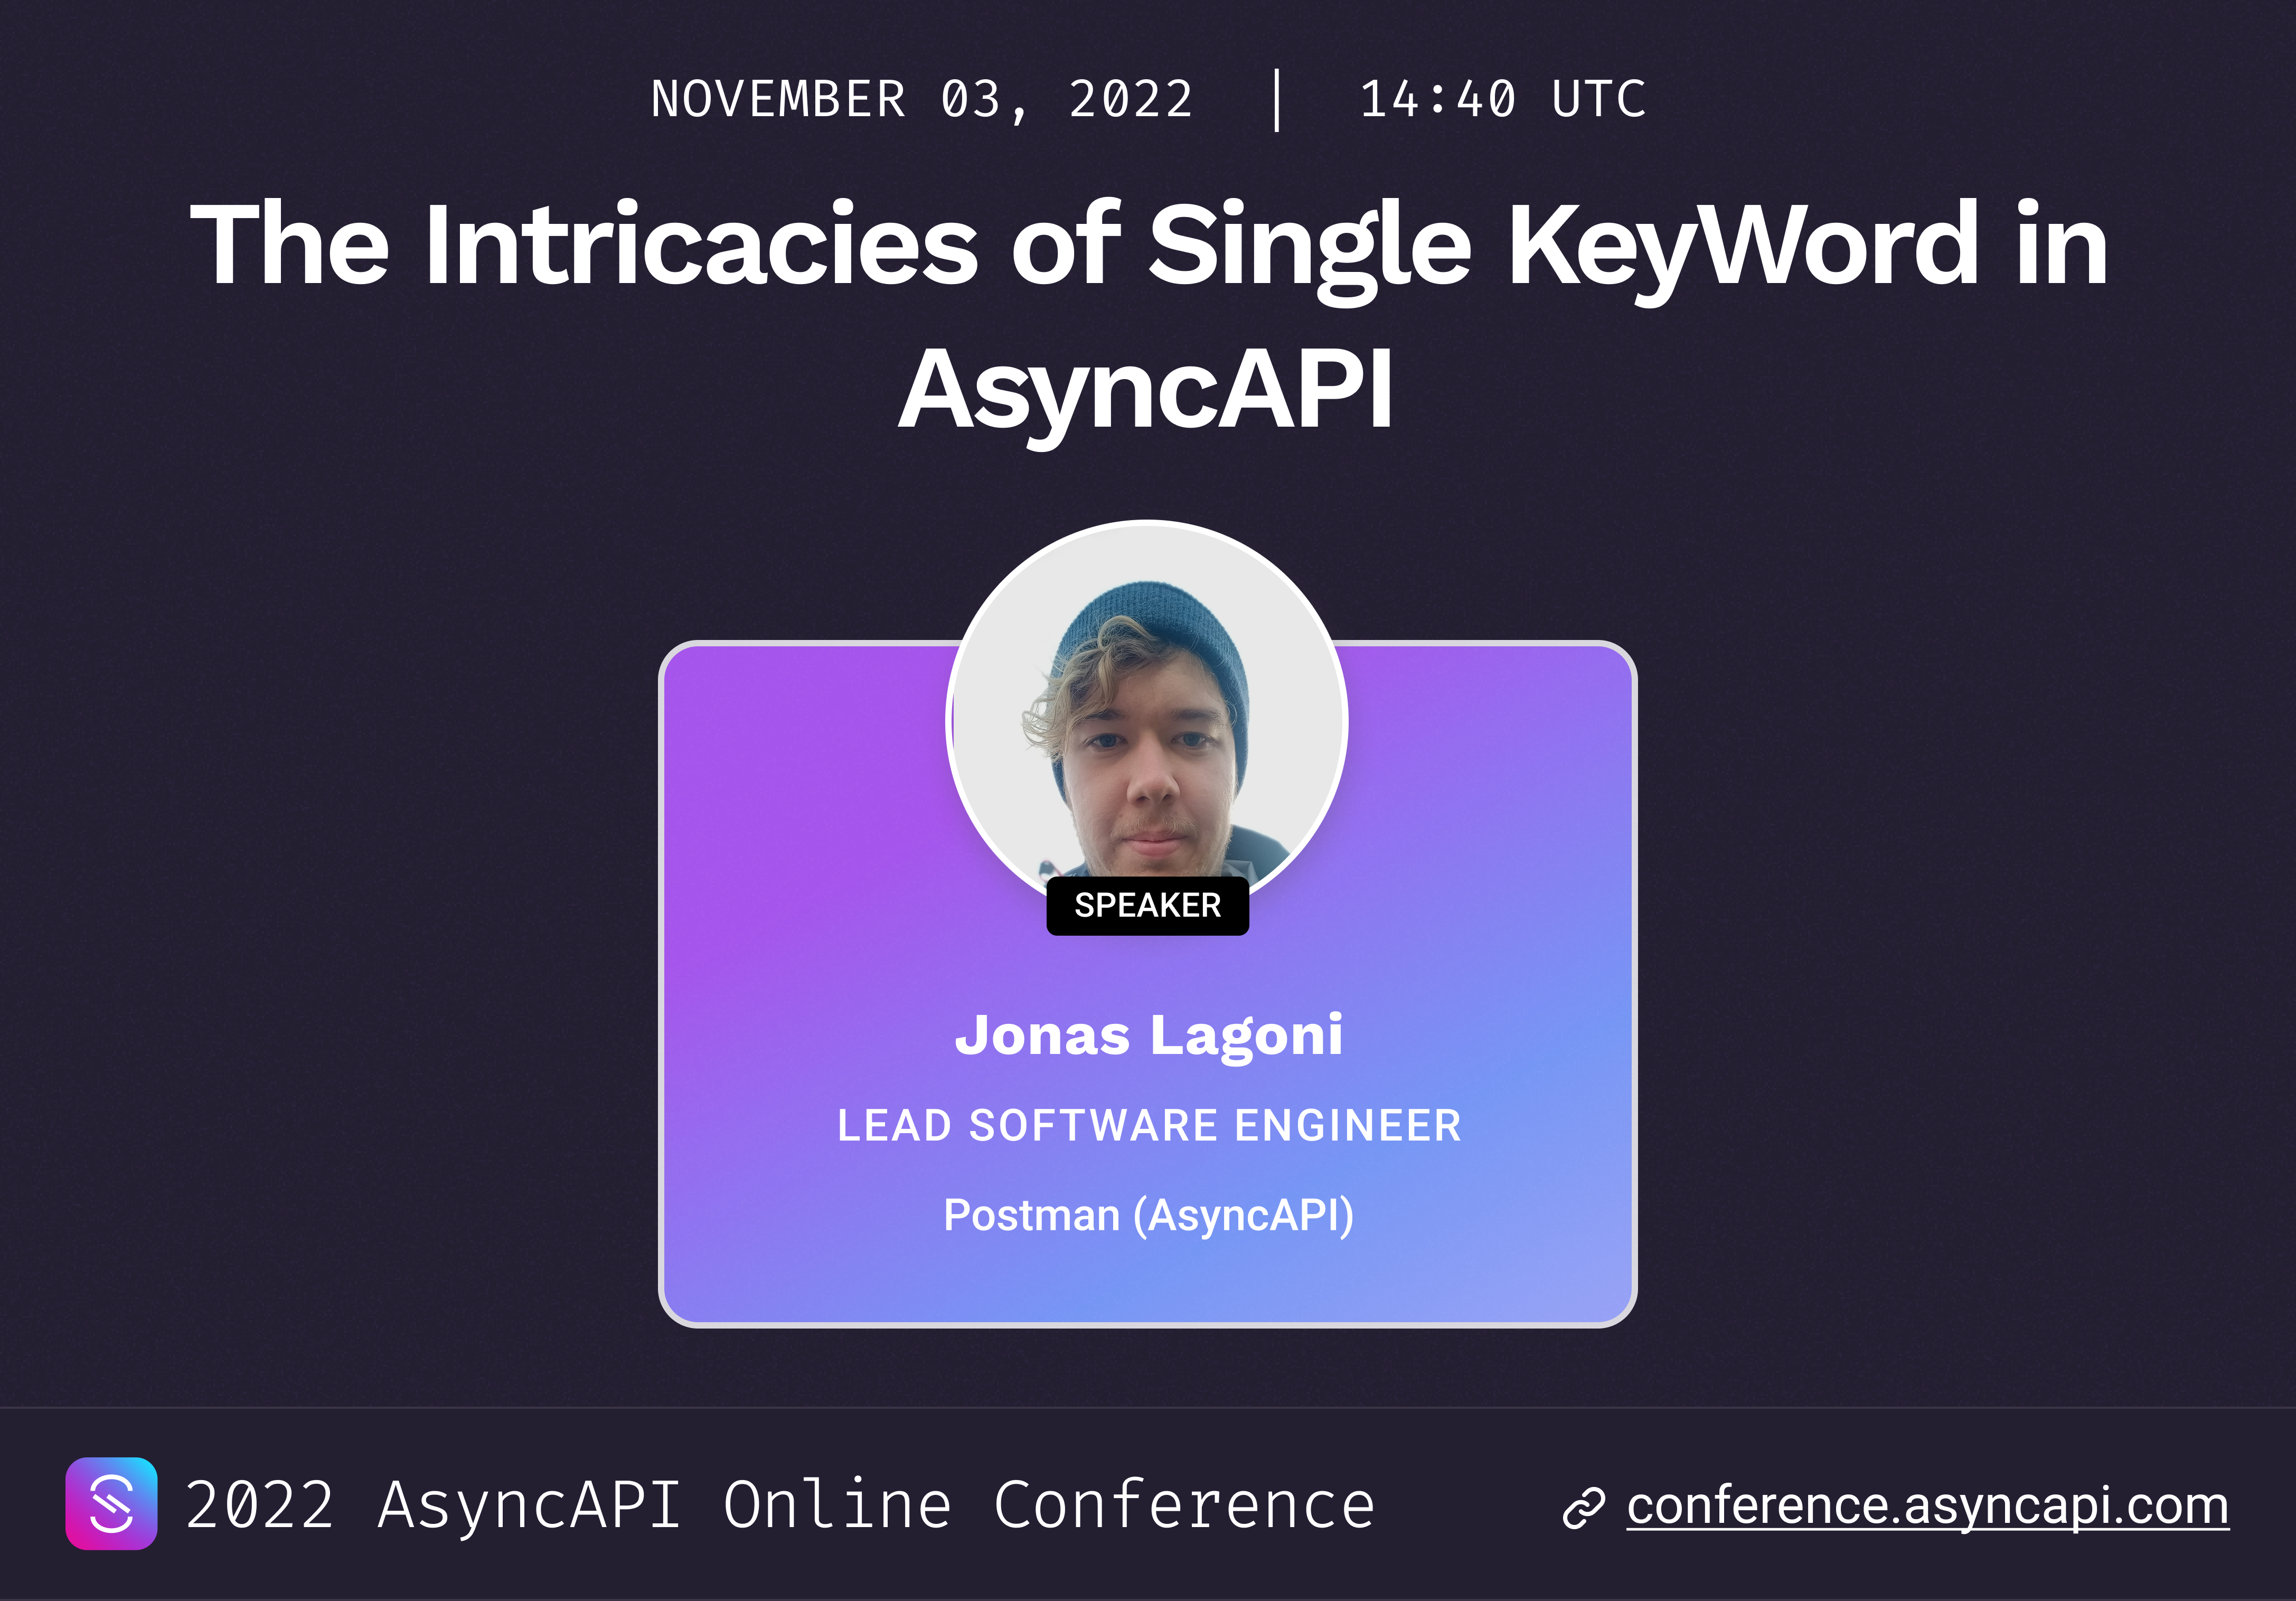 NOVEMBER 03, 2022 | 14:40 UTC
The Intricacies of Single KeyWord in
AsyncAPI
SPEAKER
Jonas Lagoni
LEAD SOFTWARE ENGINEER
Postman (AsyncAPI)
2022 AsyncAPI Online Conference
conference.asyncapi.com